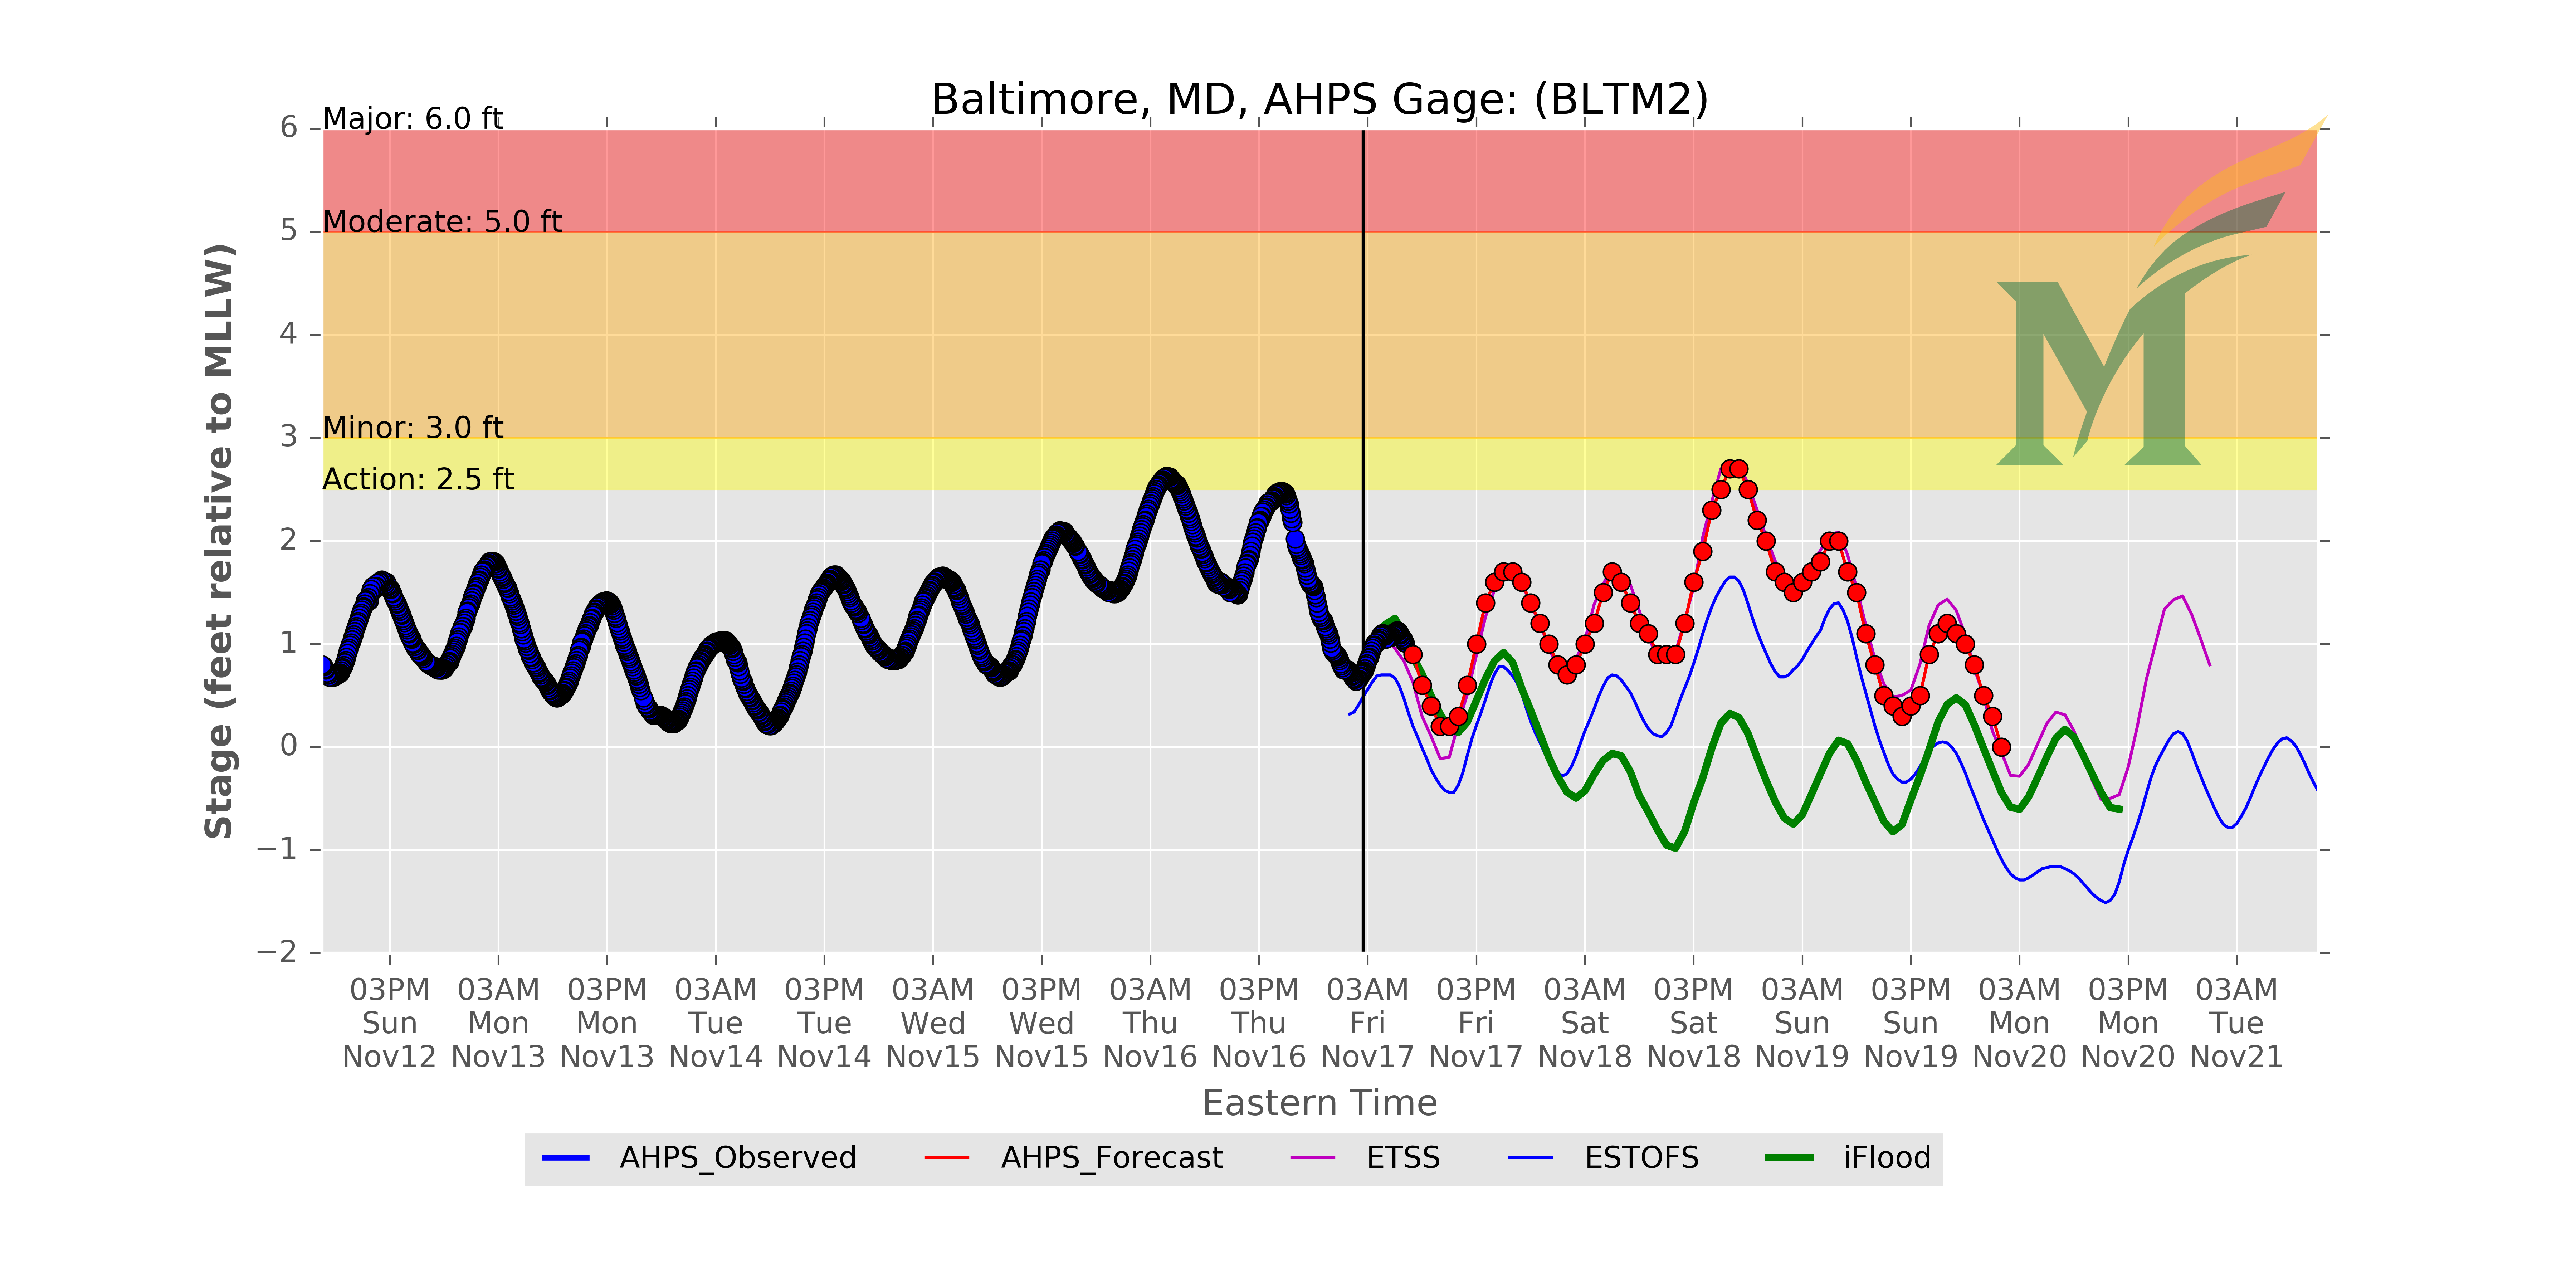 Baltimore, MD, AHPS Gage: (BLTM2)
Major: 6.0 ft
Moderate: 5.0 ft
Minor: 3.0 ft
Action: 2.5 ft
6
5
4
3
2
1
0
−1
−2
Stage (feet relative to MLLW)
03PM 03AM 03PM 03AM 03PM 03AM 03PM 03AM 03PM 03AM 03PM 03AM 03PM 03AM 03PM 03AM 03PM 03AM
Sun Mon Mon Tue Tue Wed Wed Thu Thu Fri Fri Sat Sat Sun Sun Mon Mon Tue
Nov12 Nov13 Nov13 Nov14 Nov14 Nov15 Nov15 Nov16 Nov16 Nov17 Nov17 Nov18 Nov18 Nov19 Nov19 Nov20 Nov20 Nov21
Eastern Time
AHPS_Observed AHPS_Forecast ETSS ESTOFS iFlood
M